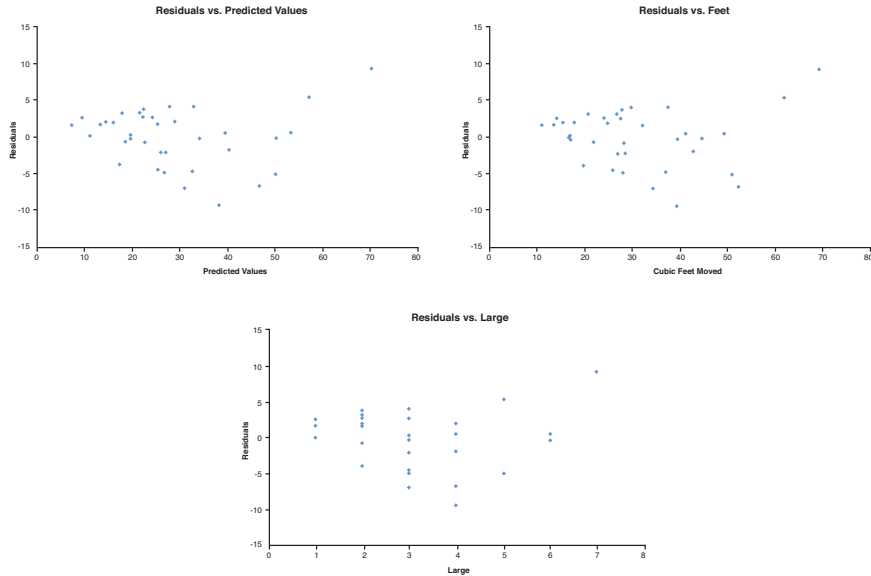 Residuals vs. Predicted Values
15
10
5
0
-5
-10
-15
Residuals
0 10 20 30 40 50 60 70 80
Predicted Values
Residuals vs. Feet
15
10
5
0
-5
-10
-15
Residuals
0 10 20 30 40 50 60 70 80
Cubic Feet Moved
Residuals vs. Large
15
10
5
0
-5
-10
-15
Residuals
0 1 2 3 4 5 6 7 8
Large